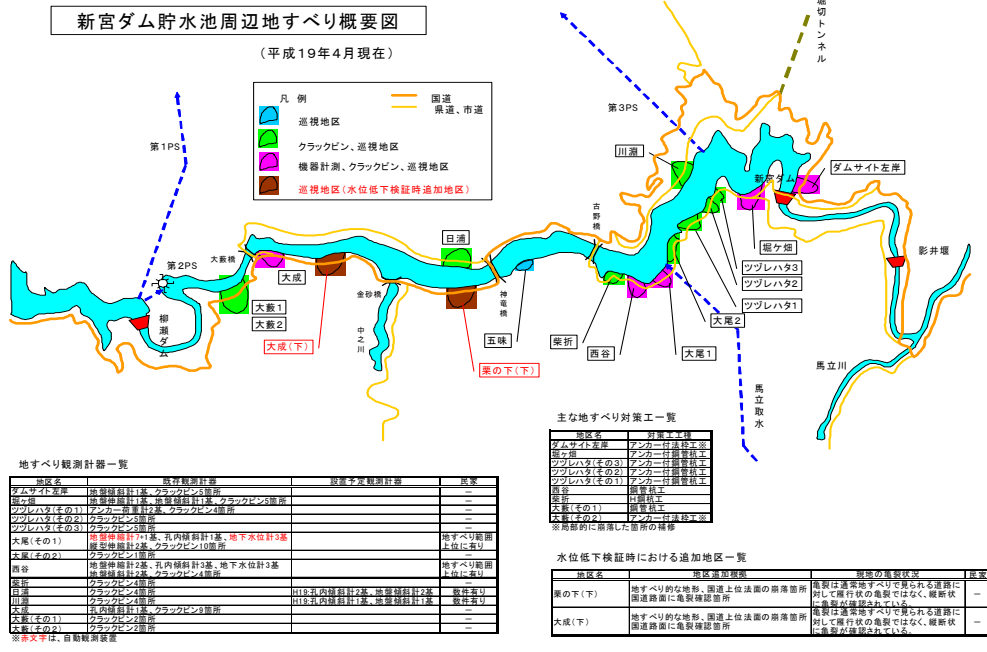 新宮ダム貯水池周辺地すべり概要図
(平成19年4月現在)
凡 例
巡視地区
クラックピン、巡視地区
機器計測、クラックピン、巡視地区
巡視地区(水位低下検証時追加地区)
国道
県道、市道
堀切トンネル
第1PS
第2PS
第3PS
川淵
新宮ダム
ダムサイト左岸
古野橋
日浦
大薮橋
大成
大薮1
大薮2
大成(下)
金砂橋
中之川
神竜橋
五味
栗の下(下)
柴折
西谷
大尾1
大尾2
ツヅレハタ1
ツヅレハタ2
ツヅレハタ3
堀ケ畑
影井堰
馬立川
馬立取水
柳瀬ダム
主な地すべり対策工一覧
地区名 対策工工種
ダムサイト左岸 アンカー付法枠工※
堀ヶ畑 アンカー付鋼管杭工
ツヅレハタ(その3) アンカー付鋼管杭工
ツヅレハタ(その2) アンカー付鋼管杭工
ツヅレハタ(その1) アンカー付鋼管杭工
西谷 鋼管杭工
柴折 H鋼杭工
大薮(その1) 鋼管杭工
大薮(その2) アンカー付法枠工※
※局部的に崩落した箇所の補修
地すべり観測計器一覧
地区名 既存観測計器 設置予定観測計器 民家
ダムサイト左岸 地盤傾斜計1基、クラックピン5箇所 −
堀ヶ畑 地盤伸縮計1基、地盤傾斜計1基、クラックピン5箇所 −
ツヅレハタ(その1) アンカー荷重計2基、クラックピン4箇所 −
ツヅレハタ(その2) クラックピン5箇所 −
ツヅレハタ(その3) クラックピン5箇所 −
大尾(その1) 地盤伸縮計7+1基、孔内傾斜計1基、地下水位計3基 地すべり範囲
縦型伸縮計2基、クラックピン10箇所 上位に有り
大尾(その2) クラックピン1箇所 −
西谷 地盤伸縮計2基、孔内傾斜計3基、地下水位計3基 地すべり範囲
地盤傾斜計2基、クラックピン4箇所 上位に有り
柴折 クラックピン4箇所 −
日浦 クラックピン4箇所 H19:孔内傾斜計2基、地盤傾斜計2基 数件有り
川淵 クラックピン4箇所 H19:孔内傾斜計1基、地盤傾斜計1基 数件有り
大成 孔内傾斜計1基、クラックピン9箇所 −
大薮(その1) クラックピン2箇所 −
大薮(その2) クラックピン2箇所 −
※赤文字は、自動観測装置
水位低下検証時における追加地区一覧
地区名 地区追加根拠 現地の亀裂状況 民家
栗の下(下) 地すべり的な地形、国道上位法面の崩落箇所 亀裂は通常地すべりで見られる道路に −
国道路面に亀裂確認箇所 対して雁行状の亀裂ではなく、縦断状
に亀裂が確認されている。
大成(下) 地すべり的な地形、国道上位法面の崩落箇所 亀裂は通常地すべりで見られる道路に −
国道路面に亀裂確認箇所 対して雁行状の亀裂ではなく、縦断状
に亀裂が確認されている。